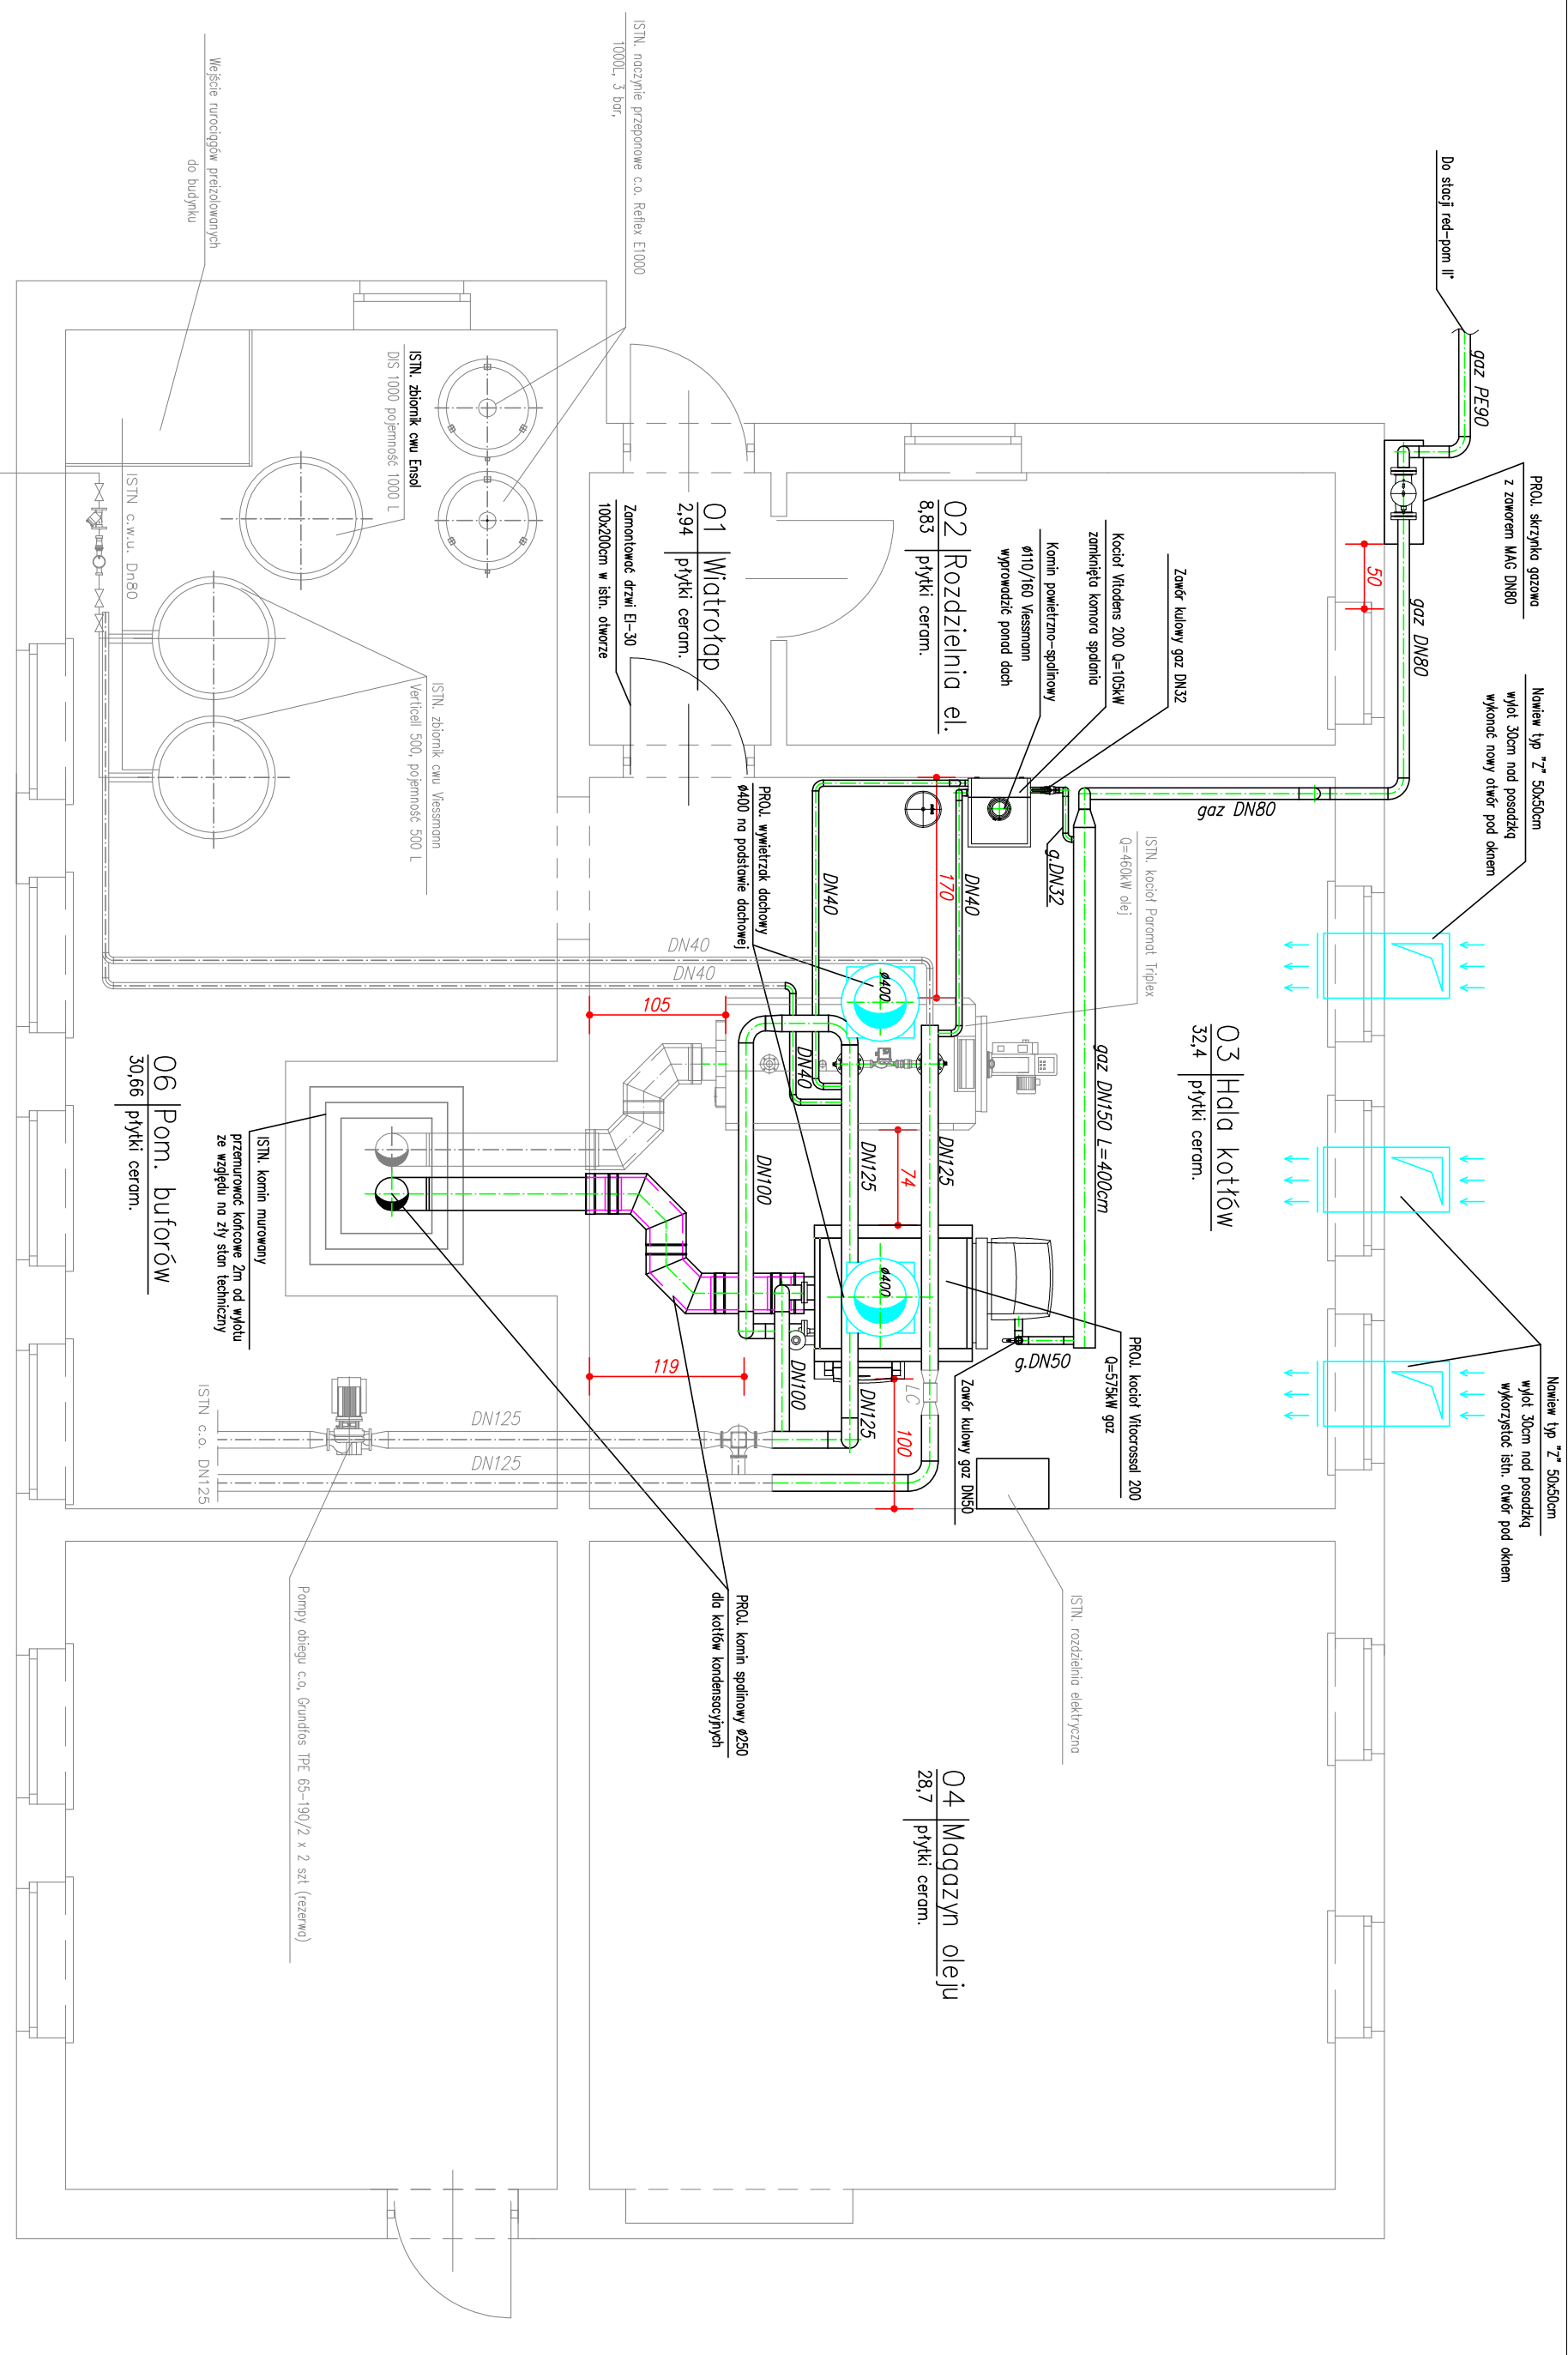 Nawiew typ "Z" 50x50cm
wylot 30cm nad posadzką
wykorzystać istn. otwór pod oknem
Nawiew typ "Z" 50x50cm
wylot 30cm nad posadzką
wykonać nowy otwór pod oknem
PROJ. skrzynka gazowa
z zaworem MAG DN80
Do stacji red-pom II°
gaz PE90
gaz DN80
50
gaz DN80
Zawór kulowy gaz DN32
Kocioł Vitodens 200 Q=105kW
zamknięta komora spalania
Komin powietrzno-spalinowy
ø110/160 Viessmann
wyprowadzić ponad dach
02 Rozdzielnia el.
8,83 płytki ceram.
01 Wiatrołap
2,94 płytki ceram.
Zamontować drzwi EI-30
100x200cm w istn. otworze
03 Hala kotłów
32,4 płytki ceram.
ISTN. kocioł Paromat Triplex
Q=460kW olej
g.DN32
gaz DN150 L=400cm
DN40
170
DN40
PROJ. wywietrzak dachowy
ø400 na podstawie dachowej
ø400
DN40
DN40
105
DN40
DN125
74
DN125
DN100
ø400
PROJ. kocioł Vitocrossal 200
Q=575kW gaz
g.DN50
Zawór kulowy gaz DN50
LC
100
DN125
DN100
119
DN125
DN125
ISTN c.o. DN125
ISTN. rozdzielnia elektryczna
04 Magazyn oleju
28,7 płytki ceram.
PROJ. komin spalinowy ø250
dla kotłów kondensacyjnych
Pompy obiegu c.o, Grundfos TPE 65-190/2 x 2 szt (rezerwa)
ISTN. komin murowany
przemurować końcowe 2m od wylotu
ze względu na zły stan techniczny
06 Pom. buforów
30,66 płytki ceram.
ISTN. naczynie przeponowe c.o. Reflex E1000
1000L, 3 bar,
ISTN. zbiornik cwu Ensol
DIS 1000 pojemność 1000 L
ISTN. zbiornik cwu Viessmann
Verticell 500, pojemność 500 L
Wejście rurociągów preizolowanych
do budynku
ISTN c.w.u. Dn80